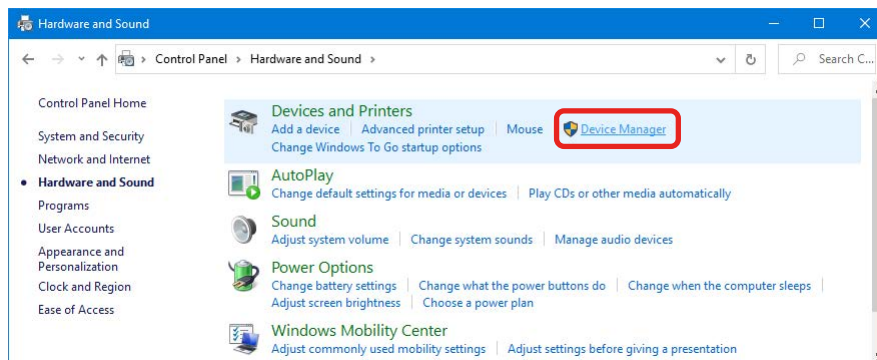 Hardware and Sound
Control Panel > Hardware and Sound >
Search C...
Control Panel Home
System and Security
Network and Internet
Hardware and Sound
Programs
User Accounts
Appearance and
Personalization
Clock and Region
Ease of Access
Devices and Printers
Add a device | Advanced printer setup | Mouse | Device Manager
Change Windows To Go startup options
AutoPlay
Change default settings for media or devices | Play CDs or other media automatically
Sound
Adjust system volume | Change system sounds | Manage audio devices
Power Options
Change battery settings | Change what the power buttons do | Change when the computer sleeps |
Adjust screen brightness | Choose a power plan
Windows Mobility Center
Adjust commonly used mobility settings | Adjust settings before giving a presentation